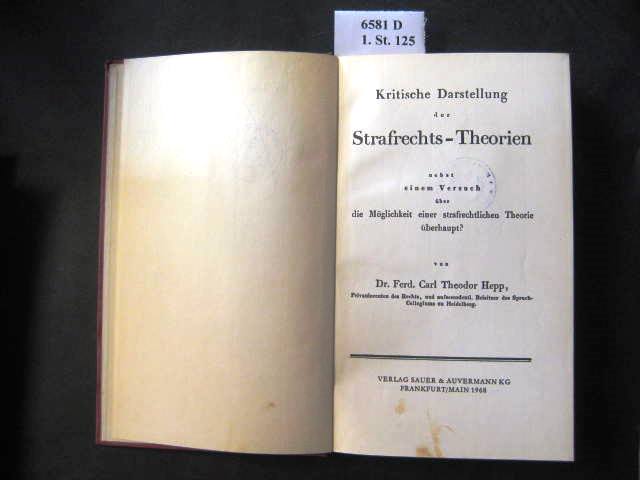 6581 D
1. St. 125
Kritische Darstellung
der
Strafrechts-Theorien
nebst
einem Versuch
über
die Möglichkeit einer strafrechtlichen Theorie
überhaupt?
von
Dr. Ferd. Carl Theodor Hepp,
Privatdocenten des Rechts, und ausserordentl. Beisitzer des Spruch-
Collegiums zu Heidelberg.
VERLAG SAUER & AUVERMANN KG
FRANKFURT/MAIN 1968